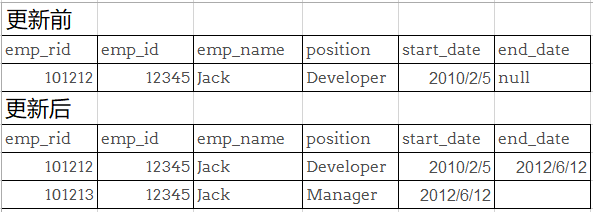 更新前
emp_rid emp_id emp_name position start_date end_date
101212 12345 Jack Developer 2010/2/5 null
更新后
emp_rid emp_id emp_name position start_date end_date
101212 12345 Jack Developer 2010/2/5 2012/6/12
101213 12345 Jack Manager 2012/6/12